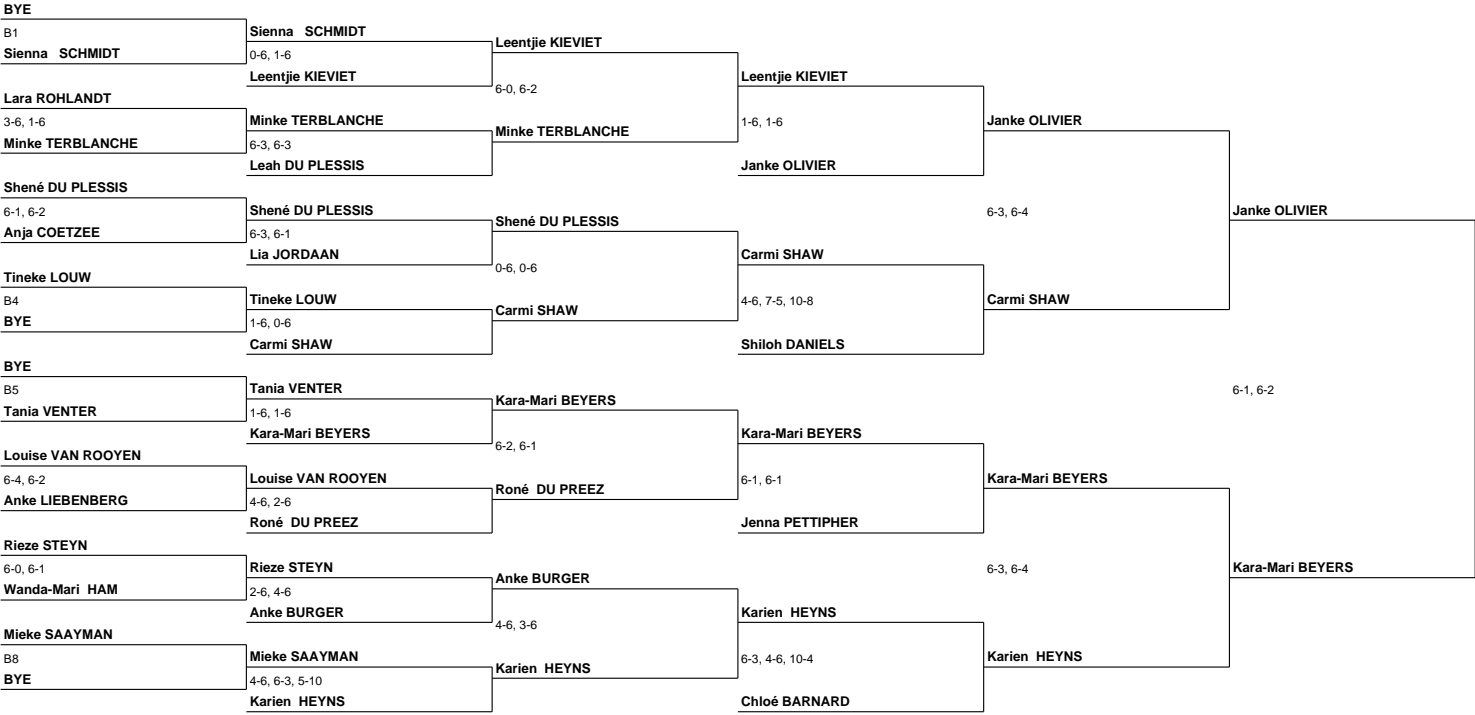 BYE
B1
Sienna SCHMIDT
Lara ROHLANDT
3-6, 1-6
Minke TERBLANCHE
Shené DU PLESSIS
6-1, 6-2
Anja COETZEE
Tineke LOUW
B4
BYE
BYE
B5
Tania VENTER
Louise VAN ROOYEN
6-4, 6-2
Anke LIEBENBERG
Rieze STEYN
6-0, 6-1
Wanda-Mari HAM
Mieke SAAYMAN
B8
BYE
Sienna SCHMIDT
0-6, 1-6
Leentjie KIEVIET
Minke TERBLANCHE
6-3, 6-3
Leah DU PLESSIS
Shené DU PLESSIS
6-3, 6-1
Lia JORDAAN
Tineke LOUW
1-6, 0-6
Carmi SHAW
Tania VENTER
1-6, 1-6
Kara-Mari BEYERS
Louise VAN ROOYEN
4-6, 2-6
Roné DU PREEZ
Rieze STEYN
2-6, 4-6
Anke BURGER
Mieke SAAYMAN
4-6, 6-3, 5-10
Karien HEYNS
Leentjie KIEVIET
6-0, 6-2
Minke TERBLANCHE
Shené DU PLESSIS
0-6, 0-6
Carmi SHAW
Kara-Mari BEYERS
6-2, 6-1
Roné DU PREEZ
Anke BURGER
4-6, 3-6
Karien HEYNS
Leentjie KIEVIET
1-6, 1-6
Janke OLIVIER
Carmi SHAW
4-6, 7-5, 10-8
Shiloh DANIELS
Kara-Mari BEYERS
6-1, 6-1
Jenna PETTIPHER
Karien HEYNS
6-3, 4-6, 10-4
Chloé BARNARD
Janke OLIVIER
6-3, 6-4
Carmi SHAW
Kara-Mari BEYERS
6-3, 6-4
Karien HEYNS
Janke OLIVIER
6-1, 6-2
Kara-Mari BEYERS